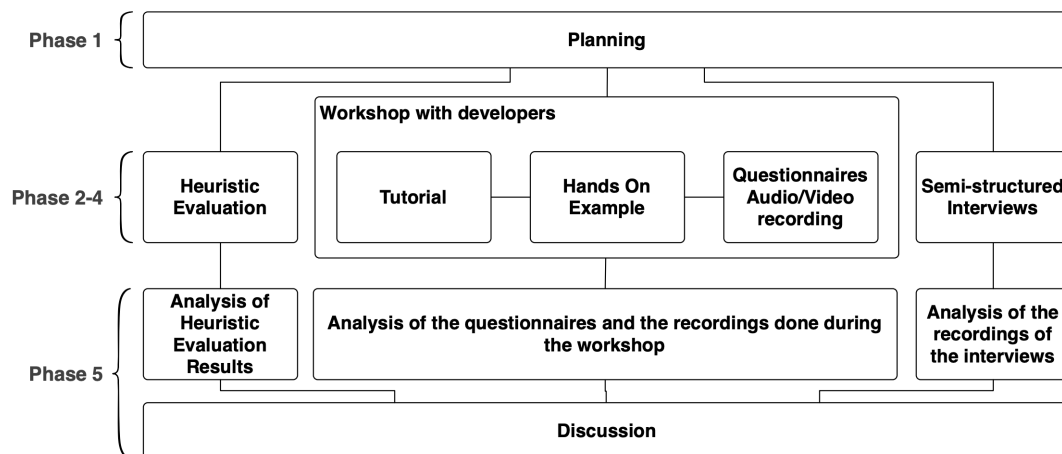 Phase 1
Planning
Workshop with developers
Phase 2-4
Heuristic
Evaluation
Tutorial
Hands On
Example
Questionnaires
Audio/Video
recording
Semi-structured
Interviews
Phase 5
Analysis of
Heuristic
Evaluation
Results
Analysis of the questionnaires and the recordings done during
the workshop
Analysis of the
recordings of
the interviews
Discussion